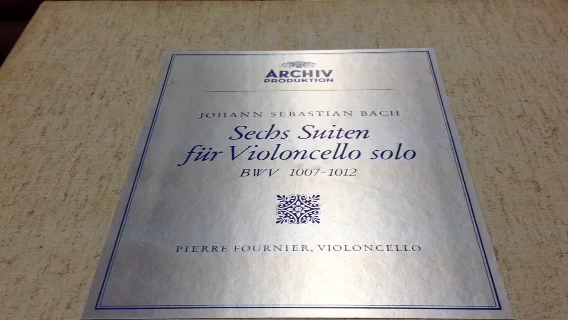 ARCHIV
PRODUKTION
JOHANN SEBASTIAN BACH
Sechs Suiten
für Violoncello solo
BWV 1007-1012
PIERRE FOURNIER, VIOLONCELLO